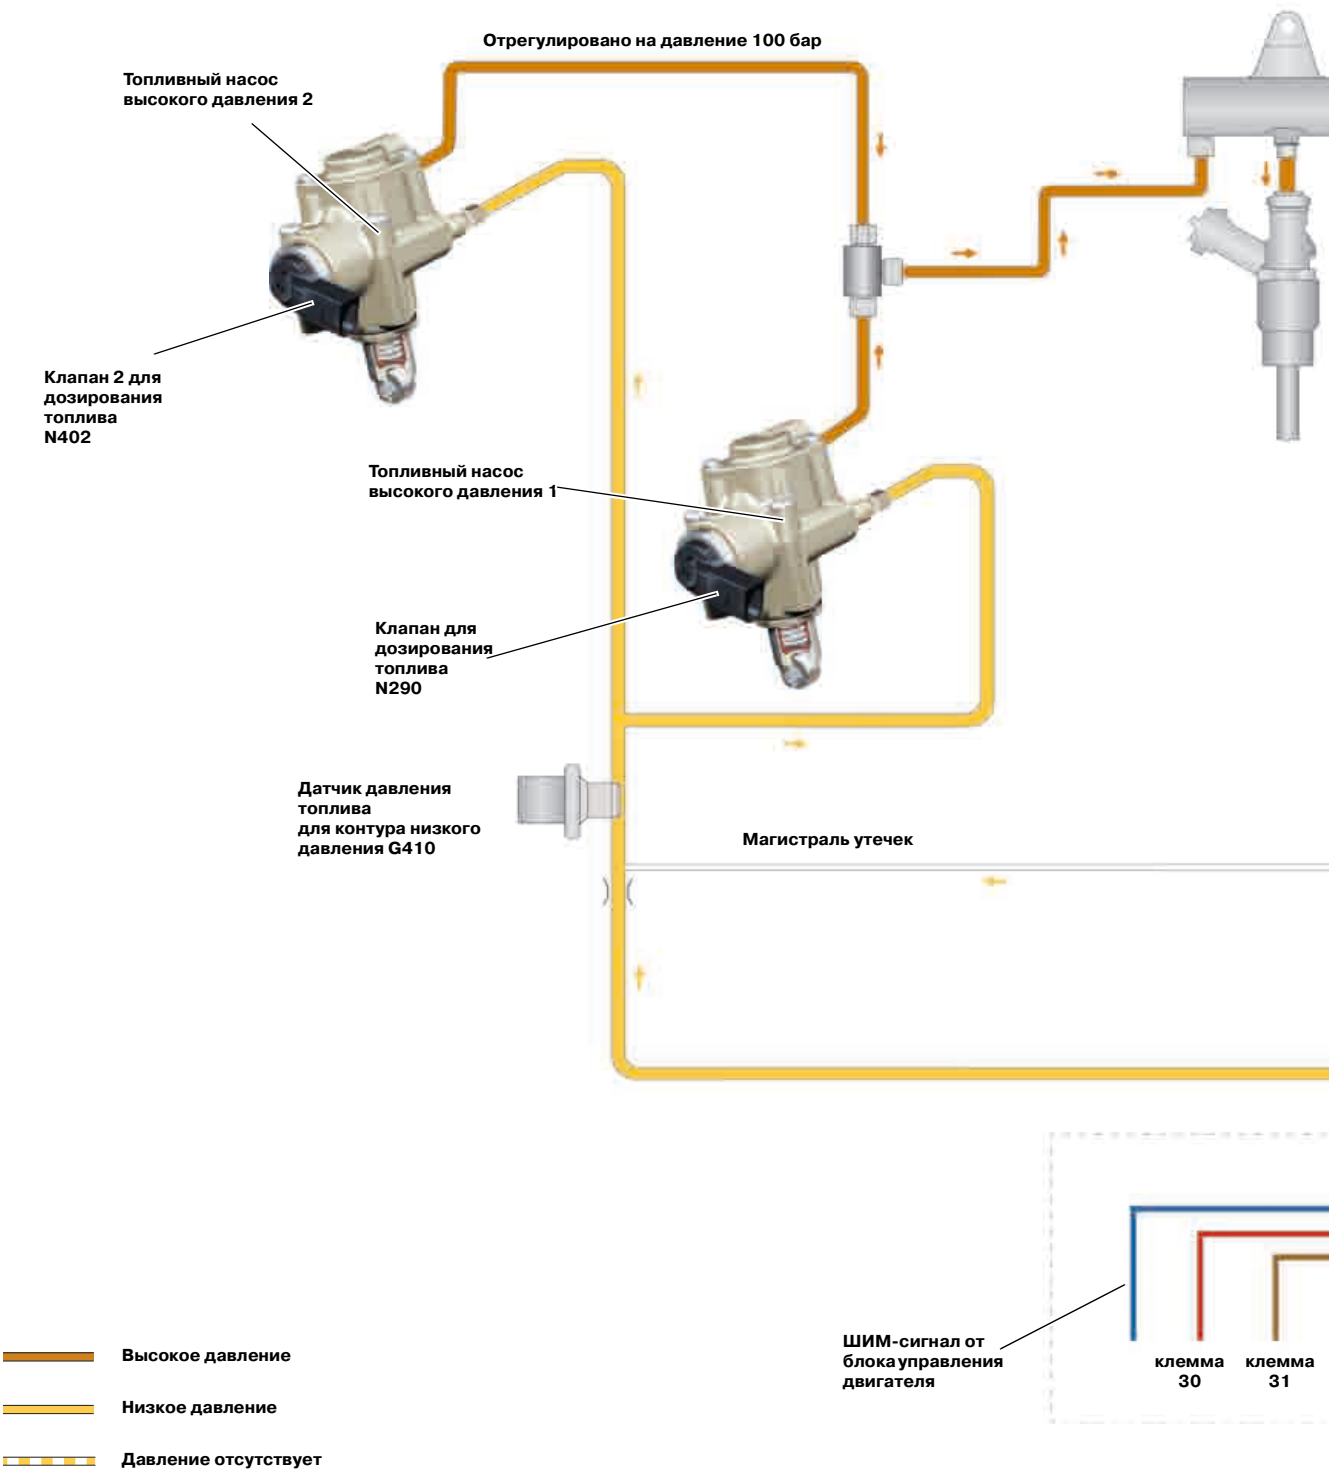 Отрегулировано на давление 100 бар
Топливный насос
высокого давления 2
Клапан 2 для
дозирования
топлива
N402
Топливный насос
высокого давления 1
Клапан для
дозирования
топлива
N290
Датчик давления
топлива
для контура низкого
давления G410
Магистраль утечек
ШИМ-сигнал от
блока управления
двигателя
клемма
30
клемма
31
Высокое давление
Низкое давление
Давление отсутствует